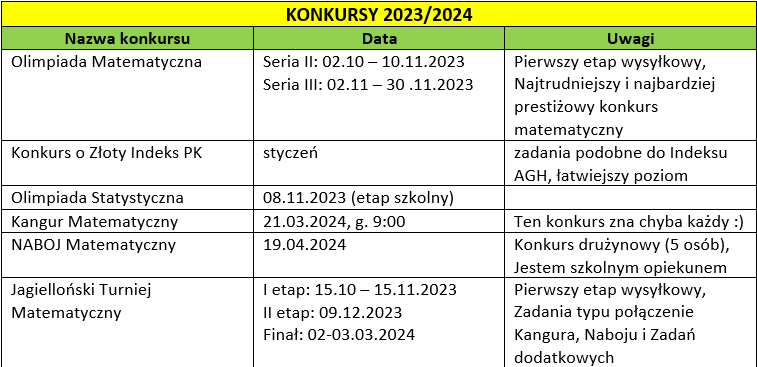 KONKURSY 2023/2024
Nazwa konkursu Data Uwagi
Olimpiada Matematyczna Seria II: 02.10 – 10.11.2023 Pierwszy etap wysyłkowy,
Seria III: 02.11 – 30 .11.2023 Najtrudniejszy i najbardziej
prestiżowy konkurs
matematyczny
Konkurs o Złoty Indeks PK styczeń zadania podobne do Indeksu
AGH, łatwiejszy poziom
Olimpiada Statystyczna 08.11.2023 (etap szkolny)
Kangur Matematyczny 21.03.2024, g. 9:00 Ten konkurs zna chyba każdy :)
NABOJ Matematyczny 19.04.2024 Konkurs drużynowy (5 osób),
Jestem szkolnym opiekunem
Jagielloński Turniej I etap: 15.10 – 15.11.2023 Pierwszy etap wysyłkowy,
Matematyczny II etap: 09.12.2023 Zadania typu połączenie
Finał: 02-03.03.2024 Kangura, Naboju i Zadań
dodatkowych